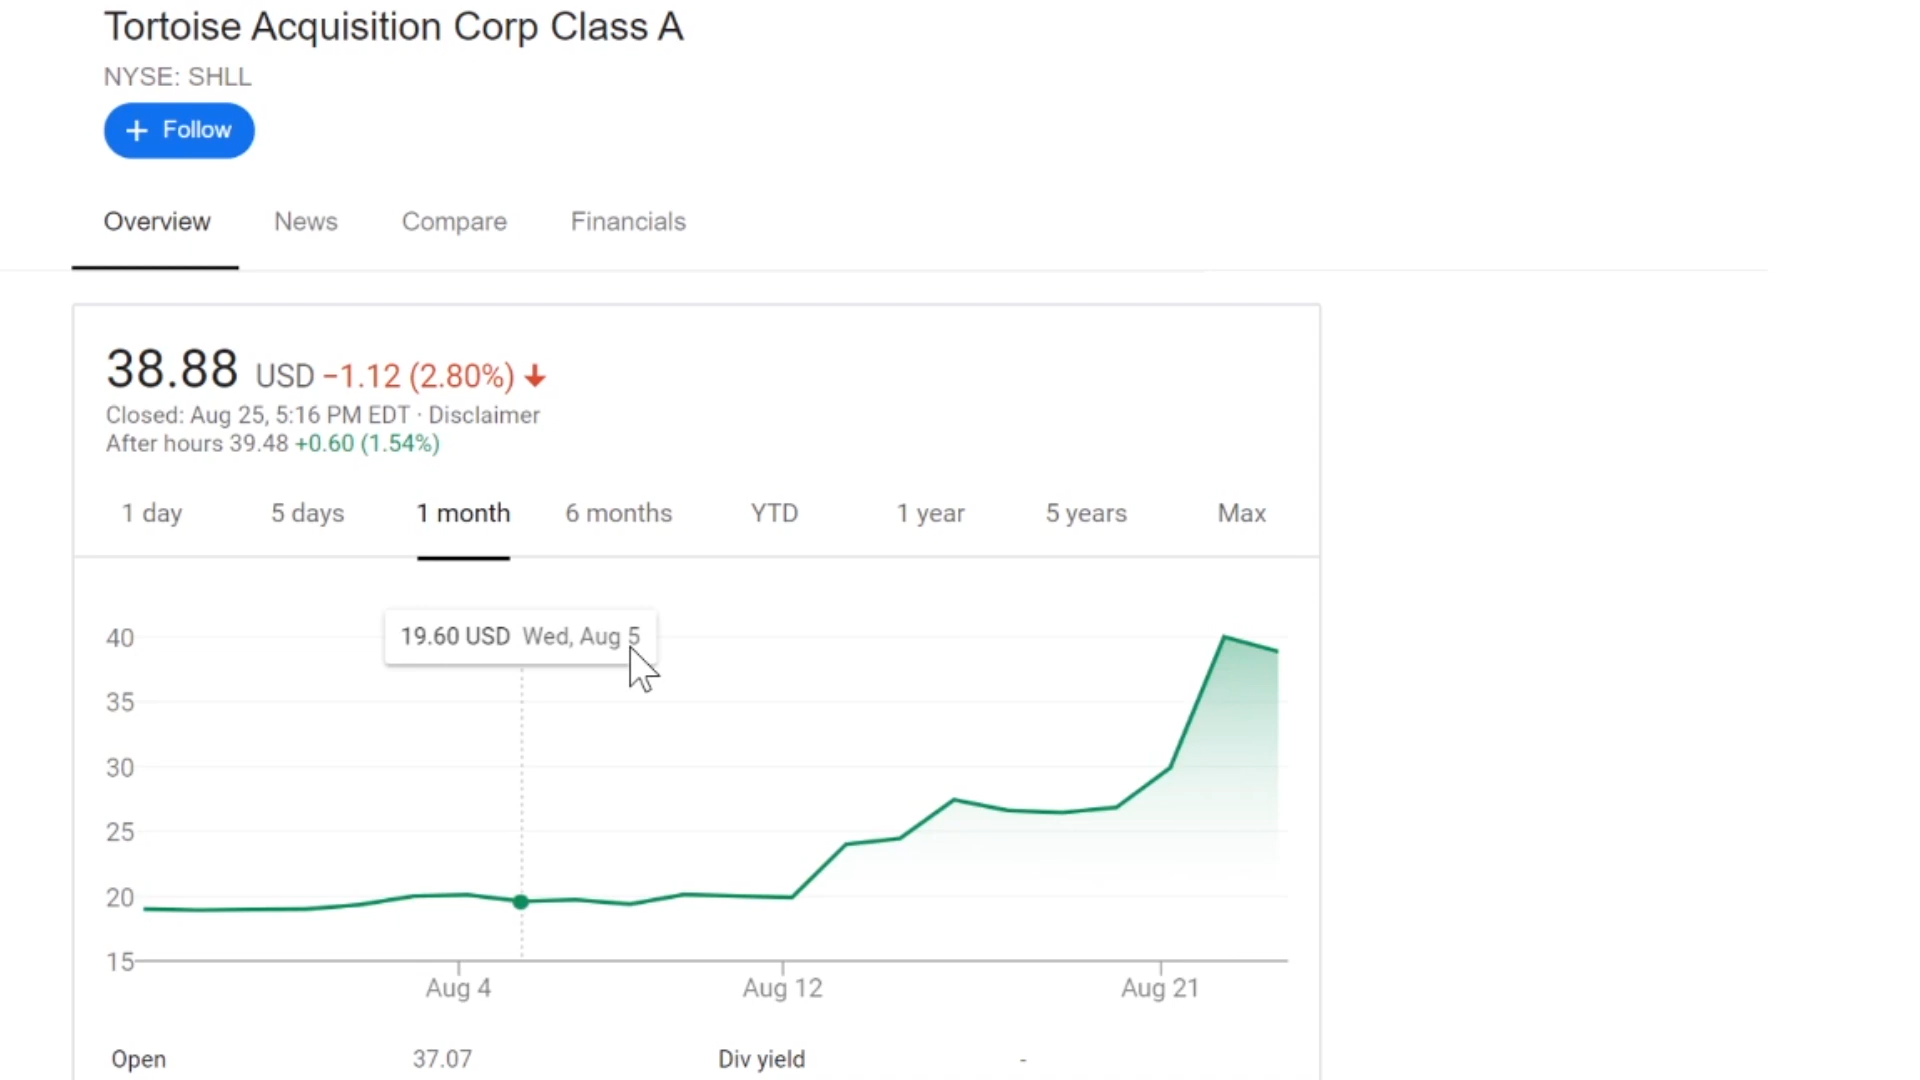 Tortoise Acquisition Corp Class A
NYSE: SHLL
+ Follow
Overview News Compare Financials
38.88 USD −1.12 (2.80%)
Closed: Aug 25, 5:16 PM EDT · Disclaimer
After hours 39.48 +0.60 (1.54%)
1 day 5 days 1 month 6 months YTD 1 year 5 years Max
19.60 USD Wed, Aug 5
40
35
30
25
20
15
Aug 4 Aug 12 Aug 21
Open 37.07 Div yield -